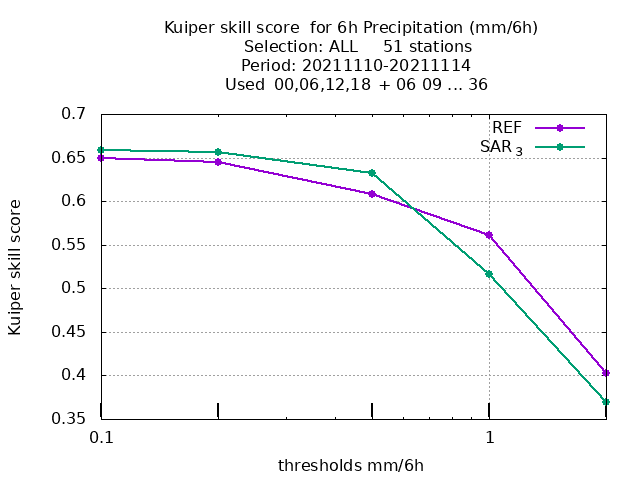 Kuiper skill score  for 6h Precipitation (mm/6h)
Selection: ALL     51 stations
Period: 20211110-20211114
Used  00,06,12,18  + 06 09 ... 36
0.7
REF
SAR 3
0.65
0.6
0.55
0.5
0.45
0.4
0.35
Kuiper skill score
0.1
1
thresholds mm/6h